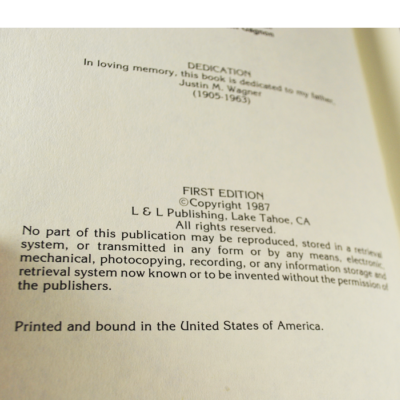 DEDICATION
In loving memory, this book is dedicated to my father,
Justin M. Wagner
(1905-1963)
FIRST EDITION
©Copyright 1987
L & L Publishing, Lake Tahoe, CA
All rights reserved.
No part of this publication may be reproduced, stored in a retrieval
system, or transmitted in any form or by any means, electronic,
mechanical, photocopying, recording, or any information storage and
retrieval system now known or to be invented without the permission of
the publishers.
Printed and bound in the United States of America.